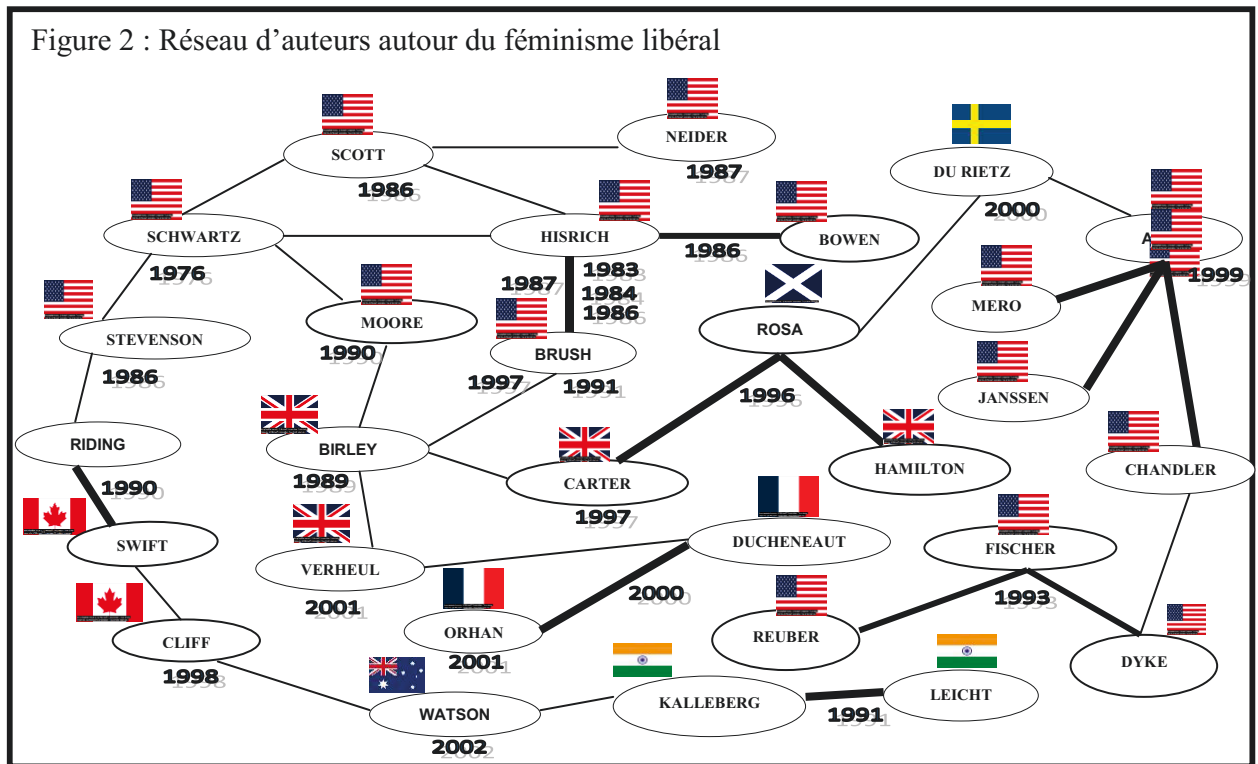 Figure 2 : Réseau d’auteurs autour du féminisme libéral
SCOTT
1986
NEIDER
1987
DU RIETZ
2000
SCHWARTZ
1976
HISRICH
1987
1983
1984
1986
1986
BOWEN
1999
MERO
STEVENSON
1986
MOORE
1990
BRUSH
1997
1991
ROSA
1996
JANSSEN
RIDING
1990
BIRLEY
1989
CARTER
1997
HAMILTON
CHANDLER
SWIFT
VERHEUL
2001
DUCHENEAUT
2000
FISCHER
1993
CLIFF
1998
ORHAN
2001
REUBER
DYKE
WATSON
2002
KALLEBERG
1991
LEICHT